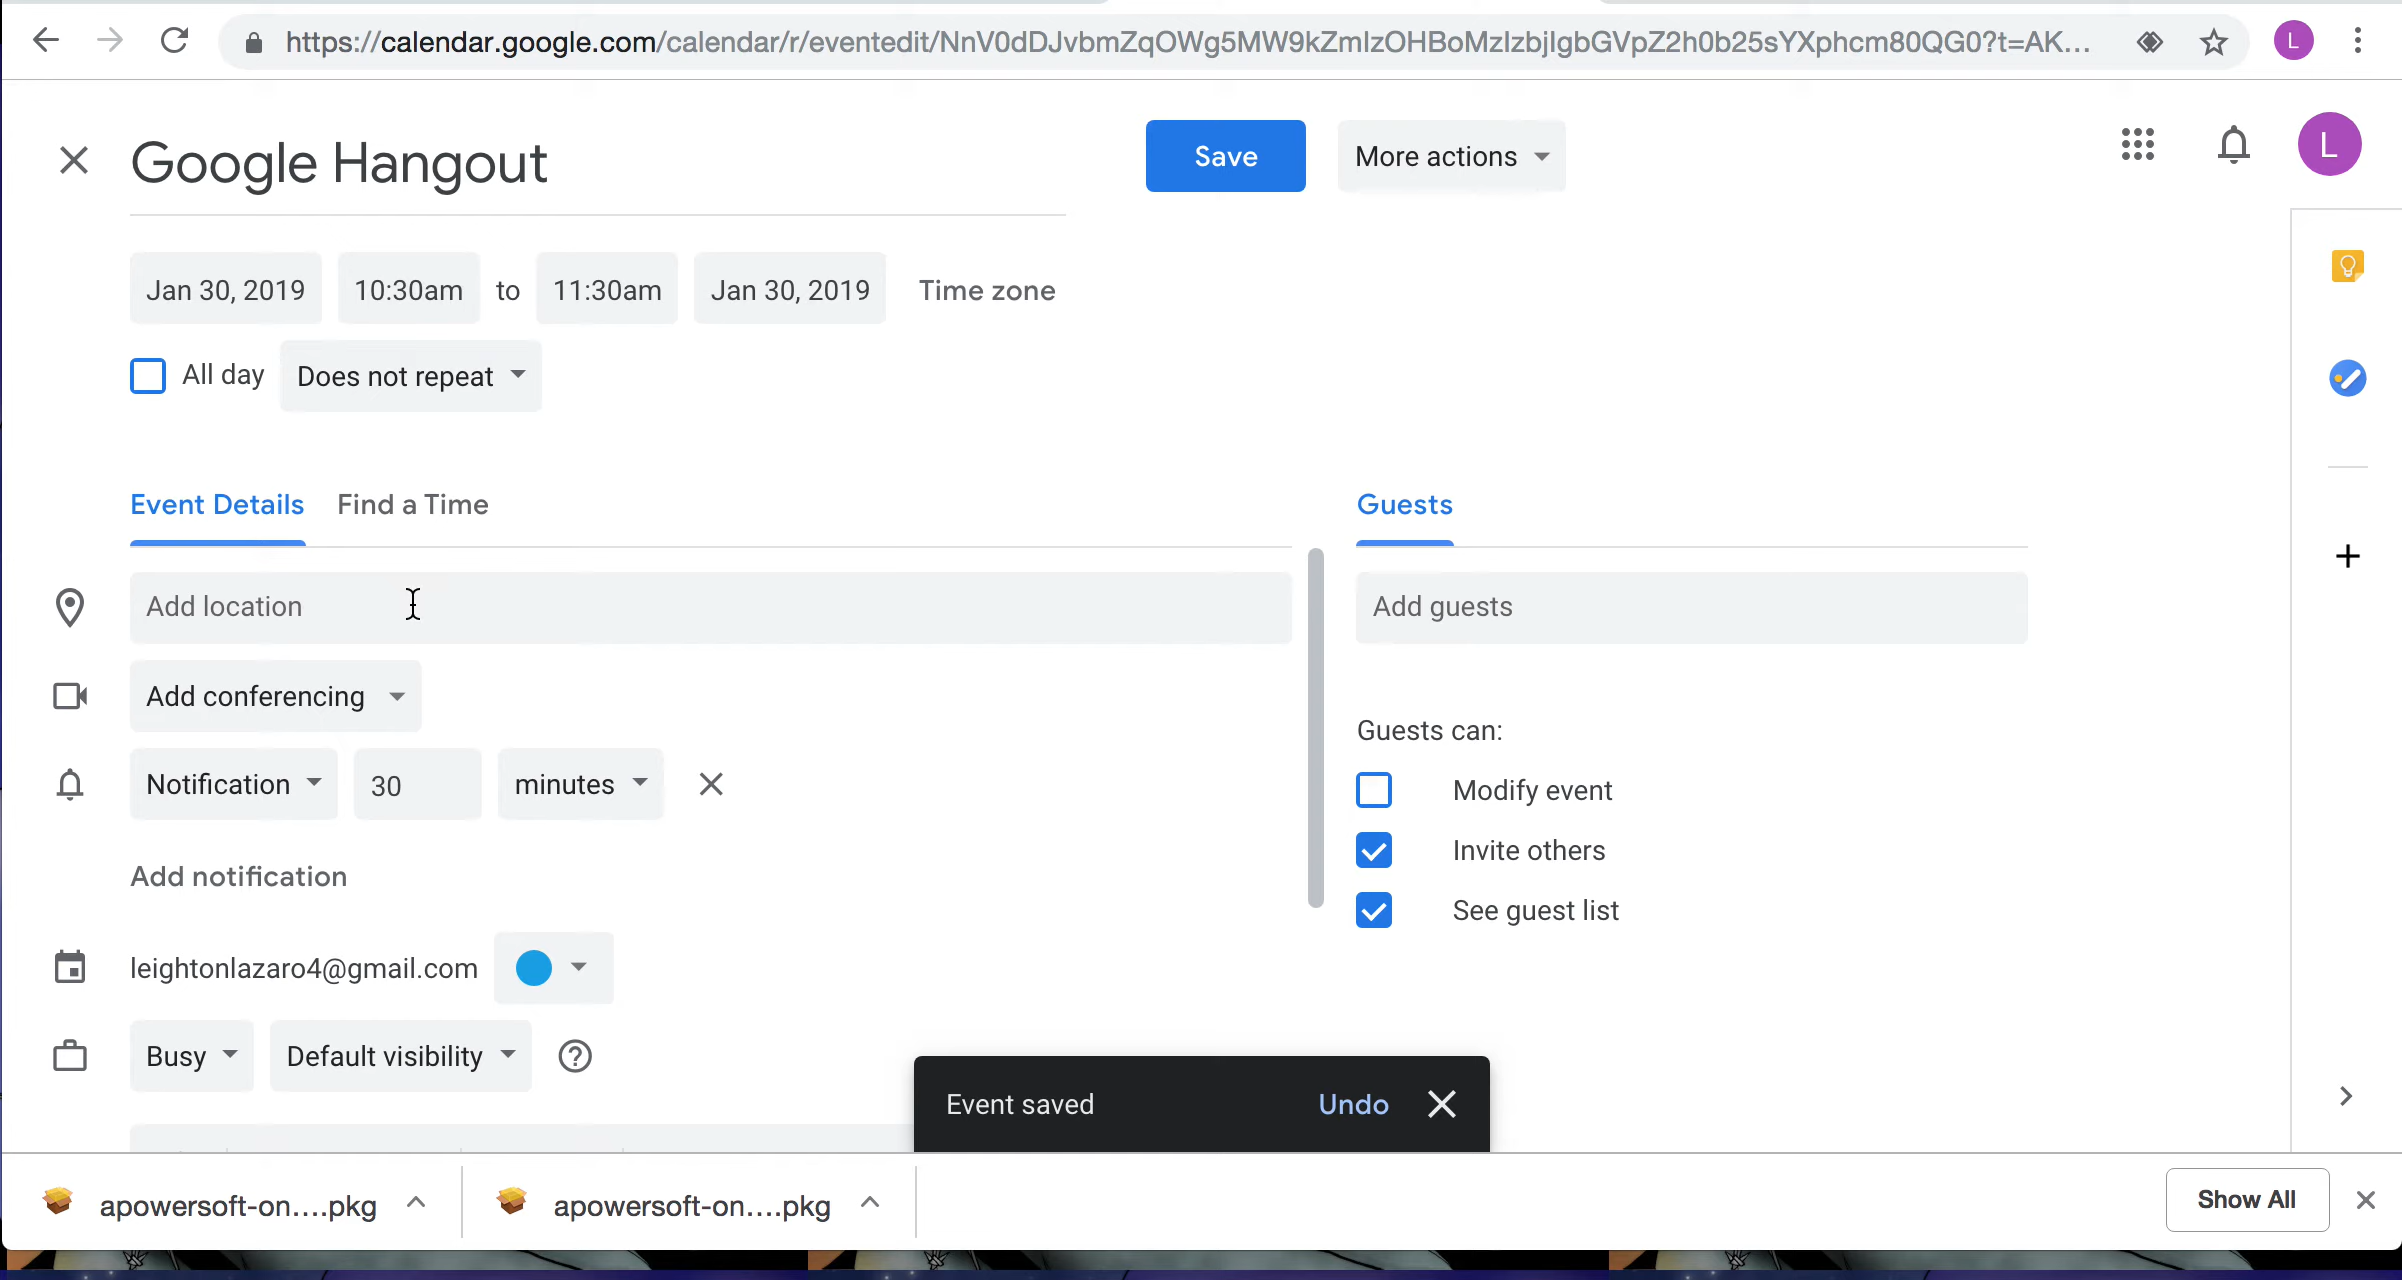 https://calendar.google.com/calendar/r/eventedit/NnV0dDJvbmZqOWg5MW9kZmlzOHBoMzIzbjlgbGVpZ2h0b25sYXphcm80QG0?t=AK...
L
Google Hangout
Save
More actions
L
Jan 30, 2019
10:30am
to
11:30am
Jan 30, 2019
Time zone
All day
Does not repeat
Event Details
Find a Time
Guests
Add location
Add guests
Add conferencing
Guests can:
Notification
30
minutes
Modify event
Invite others
Add notification
See guest list
leightonlazaro4@gmail.com
Busy
Default visibility
Event saved
Undo
apowersoft-on....pkg
apowersoft-on....pkg
Show All